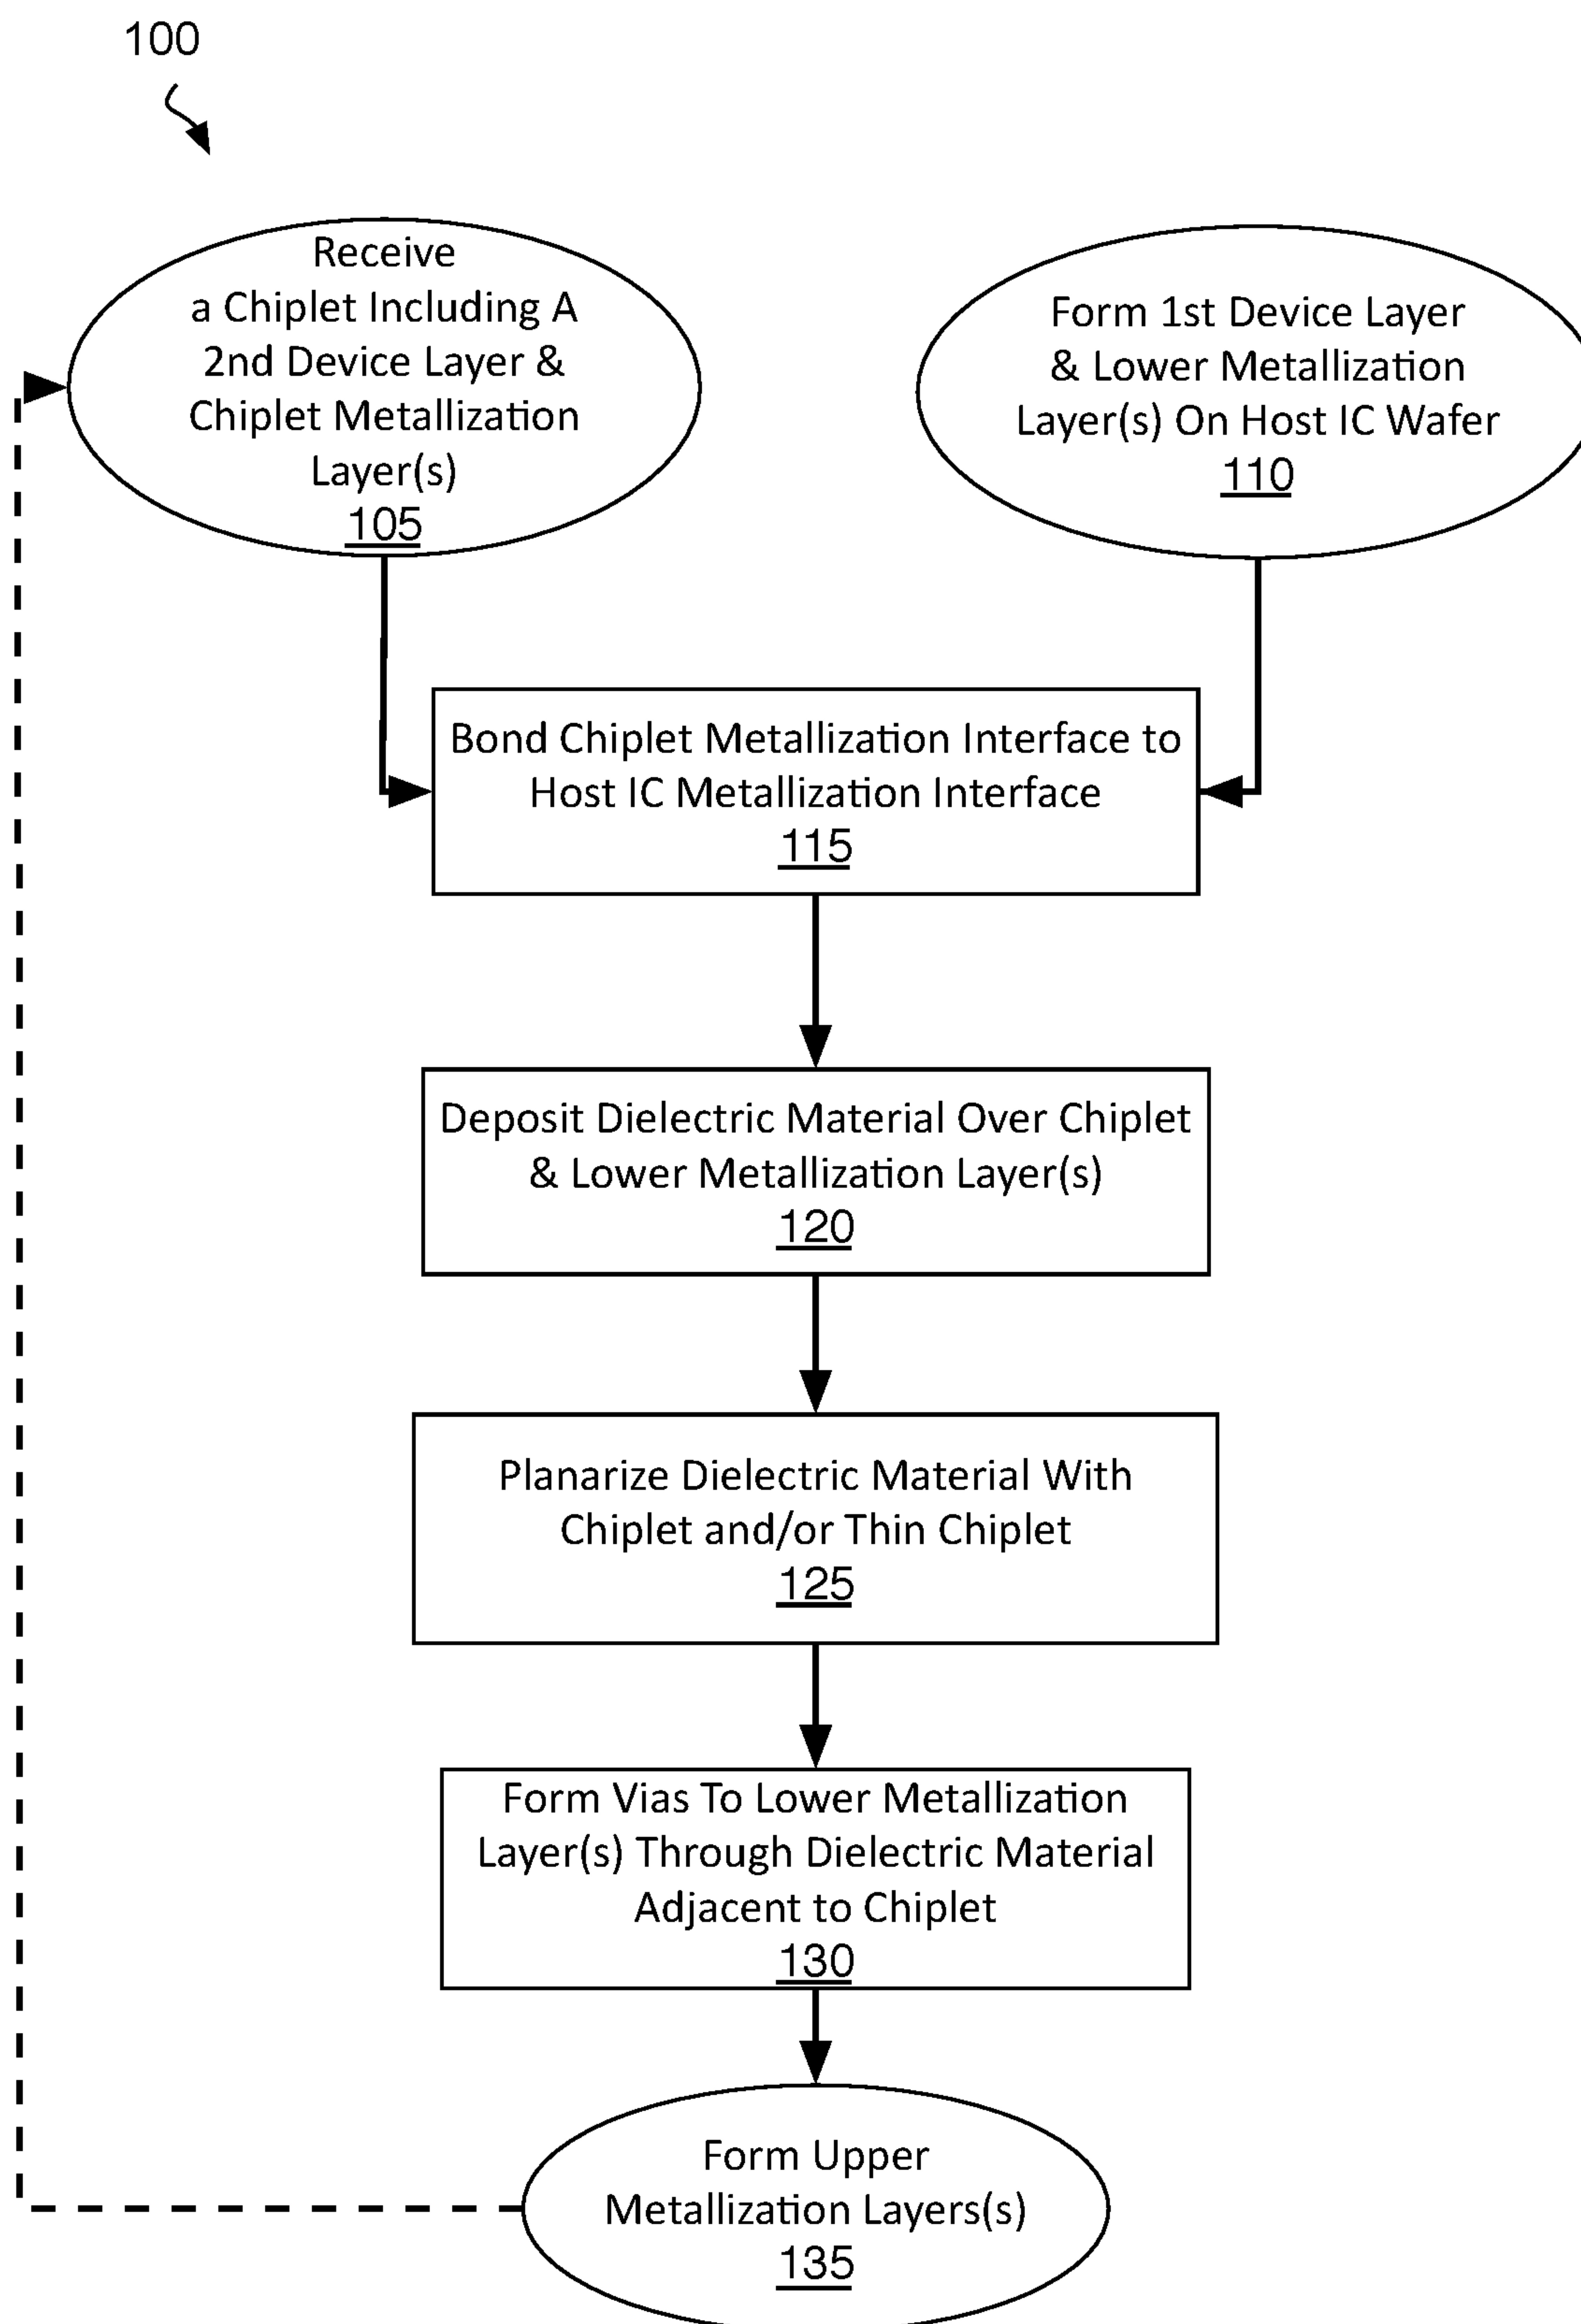 100
Receive
a Chiplet Including A
2nd Device Layer &
Chiplet Metallization
Layer(s)
105
Form 1st Device Layer
& Lower Metallization
Layer(s) On Host IC Wafer
110
Bond Chiplet Metallization Interface to
Host IC Metallization Interface
115
Deposit Dielectric Material Over Chiplet
& Lower Metallization Layer(s)
120
Planarize Dielectric Material With
Chiplet and/or Thin Chiplet
125
Form Vias To Lower Metallization
Layer(s) Through Dielectric Material
Adjacent to Chiplet
130
Form Upper
Metallization Layers(s)
135